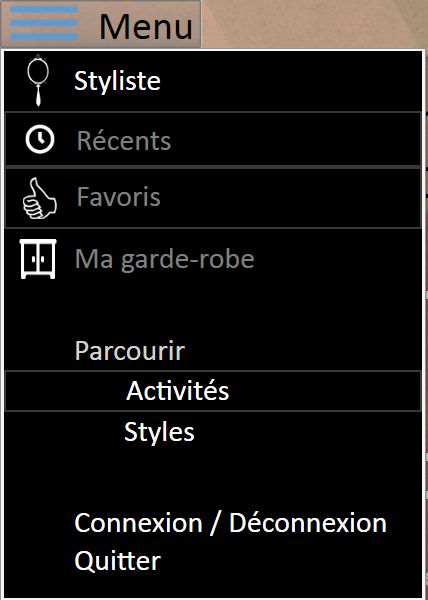 Menu
Styliste
Récents
Favoris
Ma garde-robe
Parcourir
Activités
Styles
Connexion / Déconnexion
Quitter